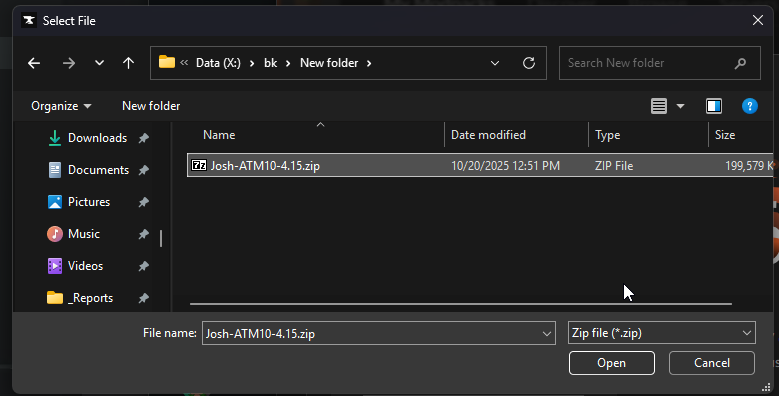 Select File
Data (X:) bk New folder
Search New folder
Organize New folder
Name Date modified Type Size
Downloads
Josh-ATM10-4.15.zip 10/20/2025 12:51 PM ZIP File 199,579 K
Documents
Pictures
Music
Videos
_Reports
File name: Josh-ATM10-4.15.zip Zip file (*.zip)
Open Cancel